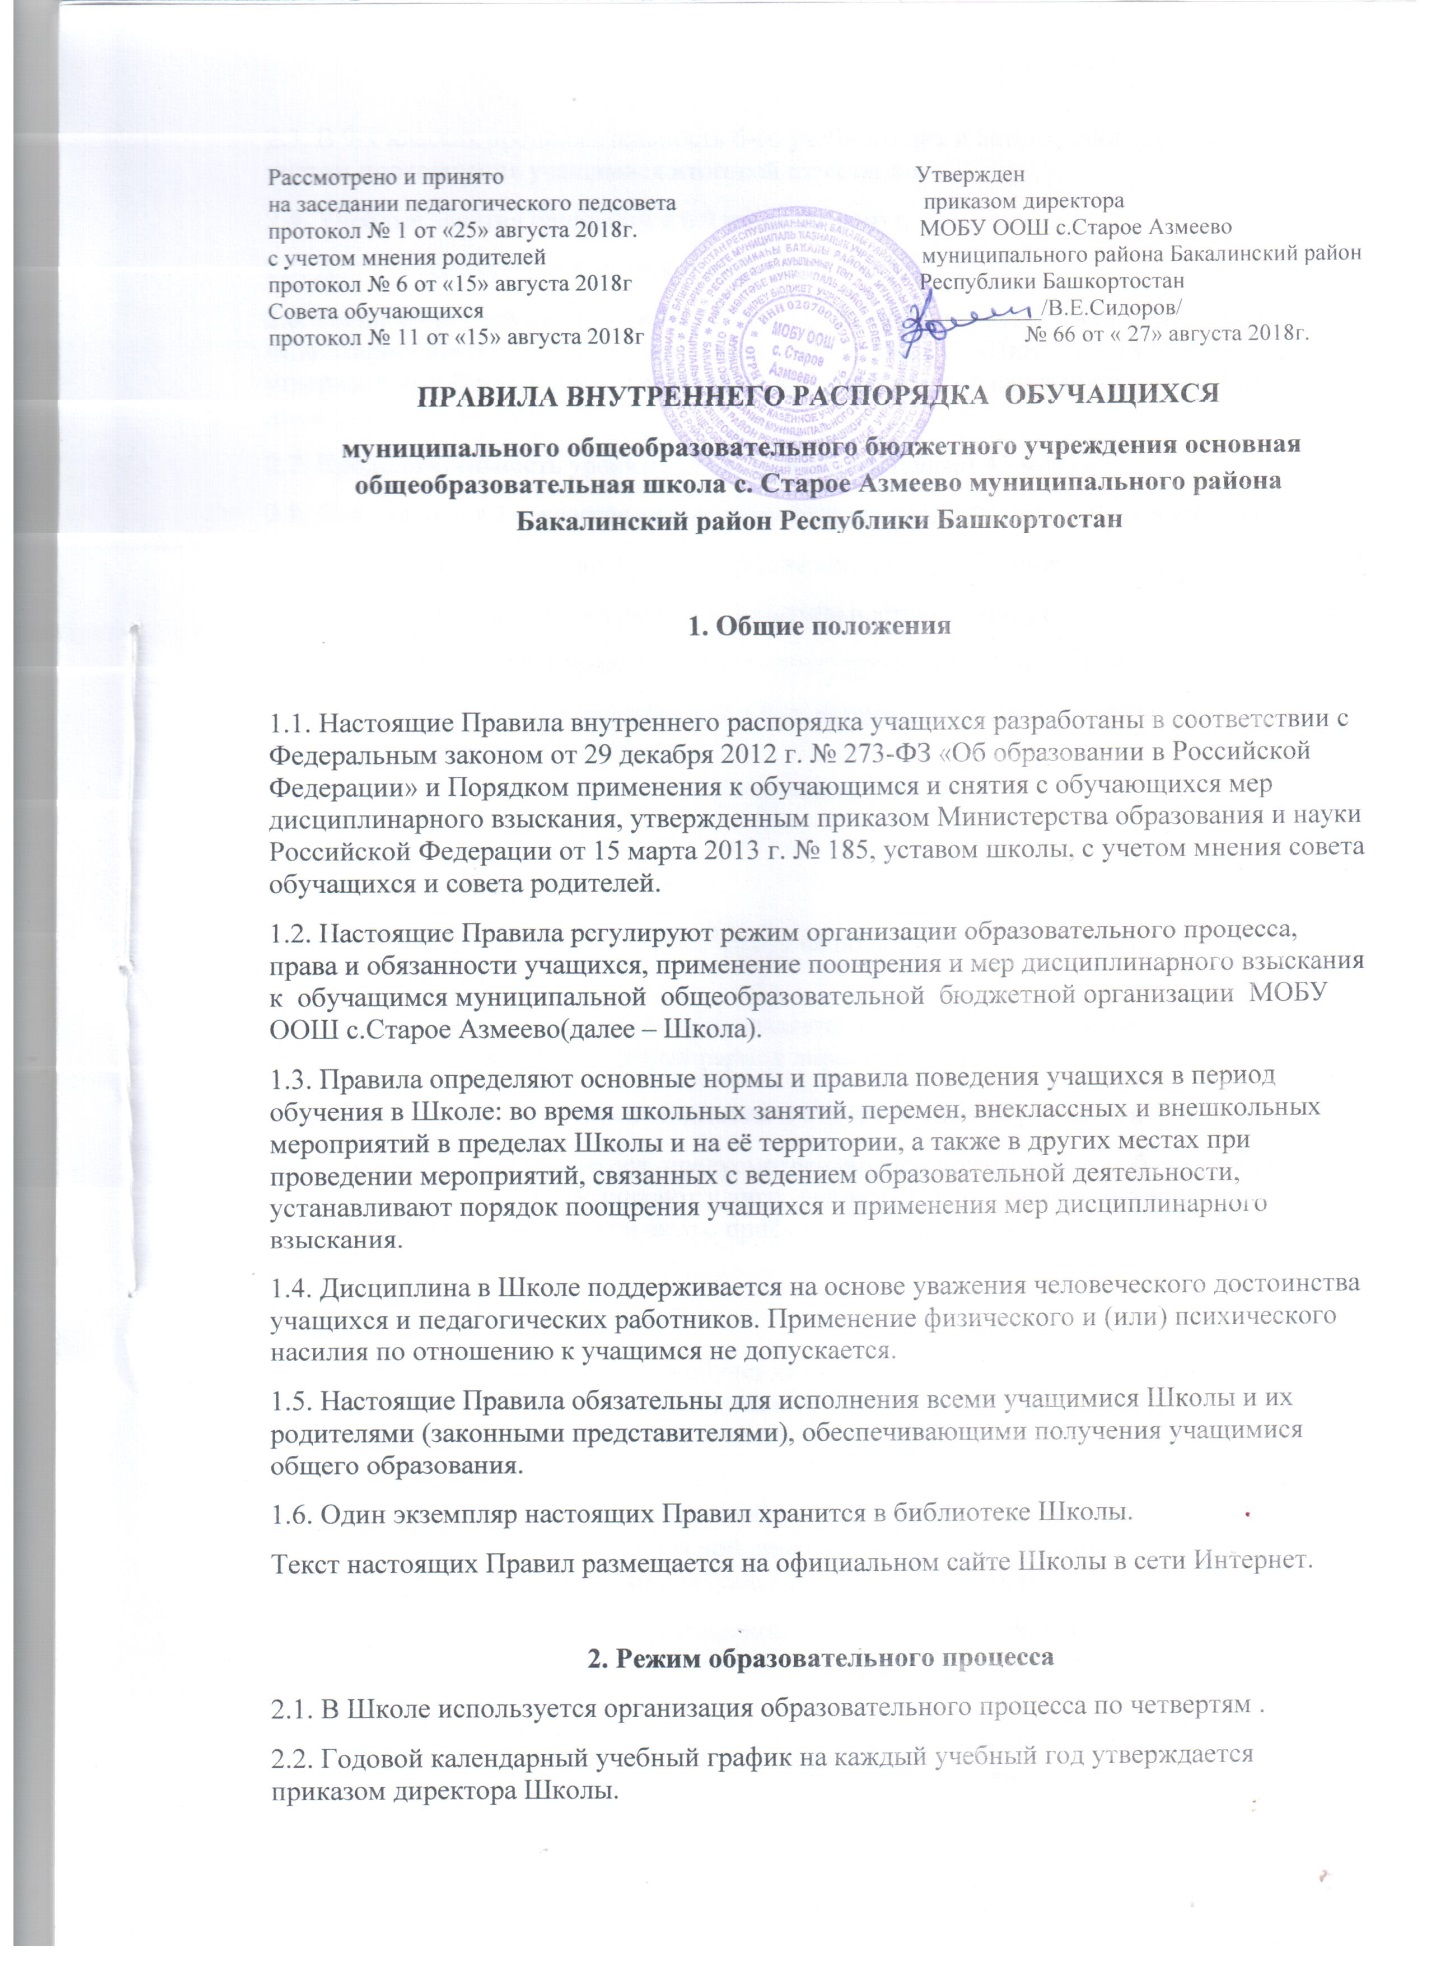 Рассмотрено и принято
на заседании педагогического педсовета
протокол № 1 от «25» августа 2018г.
с учетом мнения родителей
протокол № 6 от «15» августа 2018г
Совета обучающихся
протокол № 11 от «15» августа 2018г
Утвержден
приказом директора
МОБУ ООШ с.Старое Азмеево
муниципального района Бакалинский район
Республики Башкортостан
___________/В.Е.Сидоров/
№ 66 от « 27» августа 2018г.
МОБУ ООШ
с. Старое
Азмеево
ПРАВИЛА ВНУТРЕННЕГО РАСПОРЯДКА ОБУЧАЩИХСЯ
муниципального общеобразовательного бюджетного учреждения основная
общеобразовательная школа с. Старое Азмеево муниципального района
Бакалинский район Республики Башкортостан
1. Общие положения
1.1. Настоящие Правила внутреннего распорядка учащихся разработаны в соответствии с
Федеральным законом от 29 декабря 2012 г. № 273-ФЗ «Об образовании в Российской
Федерации» и Порядком применения к обучающимся и снятия с обучающихся мер
дисциплинарного взыскания, утвержденным приказом Министерства образования и науки
Российской Федерации от 15 марта 2013 г. № 185, уставом школы, с учетом мнения совета
обучащихся и совета родителей.
1.2. Настоящие Правила регулируют режим организации образовательного процесса,
права и обязанности учащихся, применение поощрения и мер дисциплинарного взыскания
к обучащимся муниципальной общеобразовательной бюджетной организации МОБУ
ООШ с.Старое Азмеево(далее – Школа).
1.3. Правила определяют основные нормы и правила поведения учащихся в период
обучения в Школе: во время школьных занятий, перемен, внеклассных и внешкольных
мероприятий в пределах Школы и на её территории, а также в других местах при
проведении мероприятий, связанных с ведением образовательной деятельности,
устанавливают порядок поощрения учащихся и применения мер дисциплинарного
взыскания.
1.4. Дисциплина в Школе поддерживается на основе уважения человеческого достоинства
учащихся и педагогических работников. Применение физического и (или) психического
насилия по отношению к учащимся не допускается.
1.5. Настоящие Правила обязательны для исполнения всеми учащимися Школы и их
родителями (законными представителями), обеспечивающими получения учащимися
общего образования.
1.6. Один экземпляр настоящих Правил хранится в библиотеке Школы.
Текст настоящих Правил размещается на официальном сайте Школы в сети Интернет.
2. Режим образовательного процесса
2.1. В Школе используется организация образовательного процесса по четвертям .
2.2. Годовой календарный учебный график на каждый учебный год утверждается
приказом директора Школы.